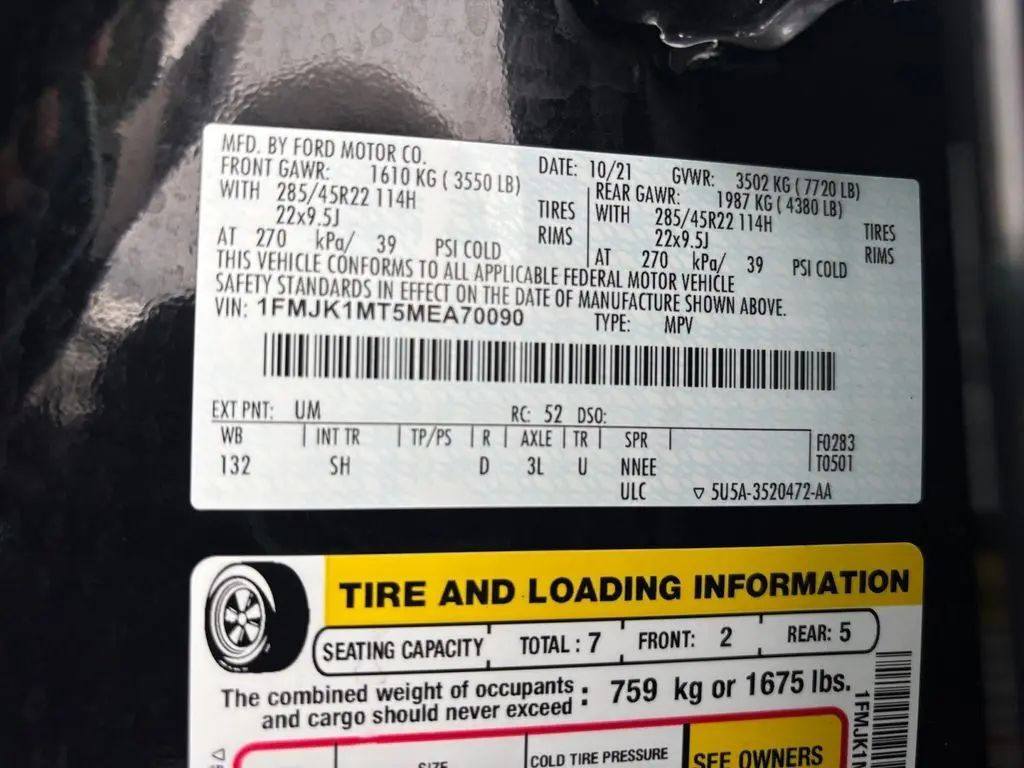 MFD. BY FORD MOTOR CO. DATE: 10/21 GVWR: 3502 KG ( 7720 LB)
FRONT GAWR: 1610 KG ( 3550 LB) REAR GAWR: 1987 KG ( 4380 LB)
WITH 285/45R22 114H TIRES WITH 285/45R22 114H TIRES
22x9.5J RIMS 22x9.5J RIMS
AT 270 kPa/ 39 PSI COLD AT 270 kPa/ 39 PSI COLD
THIS VEHICLE CONFORMS TO ALL APPLICABLE FEDERAL MOTOR VEHICLE
SAFETY STANDARDS IN EFFECT ON THE DATE OF MANUFACTURE SHOWN ABOVE.
VIN: 1FMJK1MT5MEA70090 TYPE: MPV
EXT PNT: UM RC: 52 DSO:
WB INT TR TP/PS R AXLE TR SPR F0283
132 SH D 3L U NNEE T0501
ULC ▽ 5U5A-3520472-AA
TIRE AND LOADING INFORMATION
SEATING CAPACITY TOTAL : 7 FRONT: 2 REAR: 5
The combined weight of occupants
and cargo should never exceed : 759 kg or 1675 lbs.
SIZE COLD TIRE PRESSURE SEE OWNERS
1FMJK1